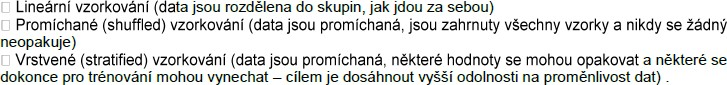 Lineární vzorkování (data jsou rozdělena do skupin, jak jdou za sebou)
 Promíchané (shuffled) vzorkování (data jsou promíchaná, jsou zahrnuty všechny vzorky a nikdy se žádný
neopakuje)
 Vrstvené (stratified) vzorkování (data jsou promíchaná, některé hodnoty se mohou opakovat a některé se
dokonce pro trénování mohou vynechat – cílem je dosáhnout vyšší odolnosti na proměnlivost dat) .